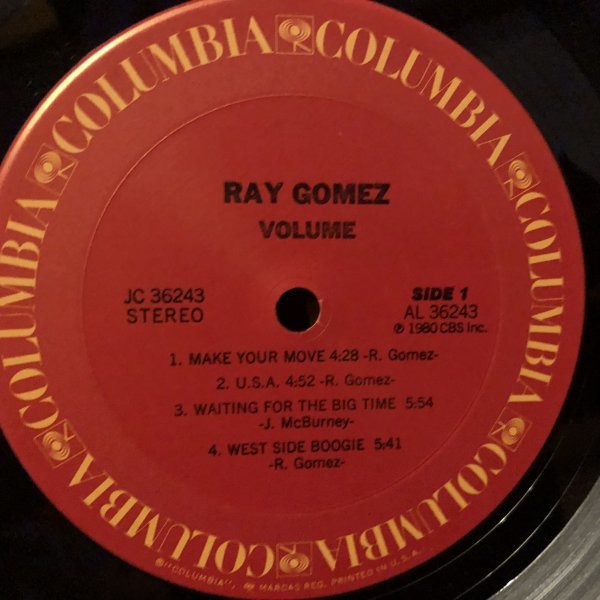 COLUMBIA COLUMBIA COLUMBIA COLUMBIA COLUMBIA COLUMBIA
RAY GOMEZ
VOLUME
JC 36243
STEREO
SIDE 1
AL 36243
℗ 1980 CBS Inc.
1. MAKE YOUR MOVE 4:28 -R. Gomez-
2. U.S.A. 4:52 -R. Gomez-
3. WAITING FOR THE BIG TIME 5:54
-J. McBurney-
4. WEST SIDE BOOGIE 5:41
-R. Gomez-
®"COLUMBIA", MARCAS REG. PRINTED IN U.S.A.